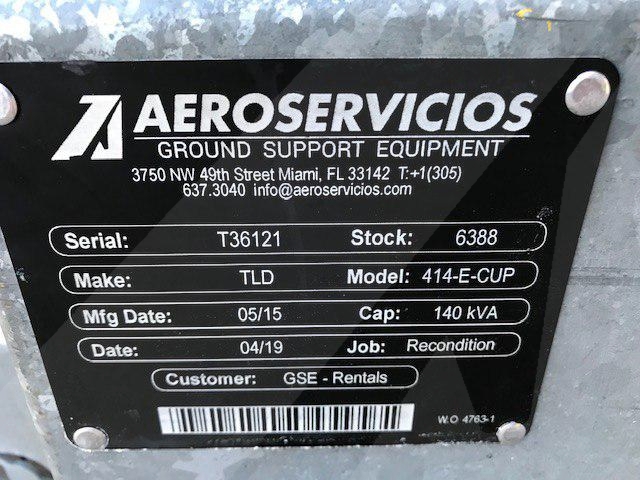 AEROSERVICIOS
GROUND SUPPORT EQUIPMENT
3750 NW 49th Street Miami, FL 33142 T:+1(305)
637.3040 info@aeroservicios.com
Serial: T36121 Stock: 6388
Make: TLD Model: 414-E-CUP
Mfg Date: 05/15 Cap: 140 kVA
Date: 04/19 Job: Recondition
Customer: GSE - Rentals
W.O 4763-1